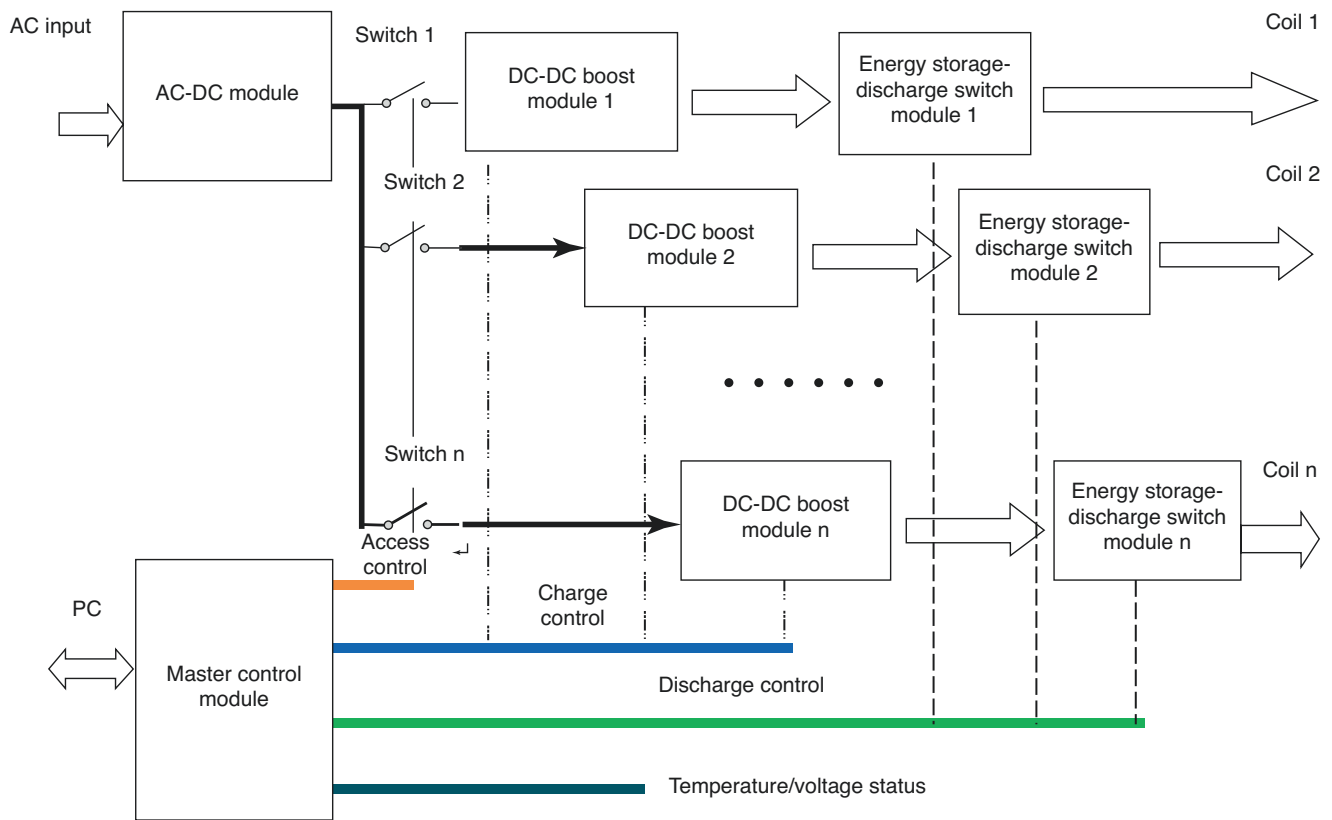 AC input
AC-DC module
Switch 1
DC-DC boost
module 1
Energy storage-
discharge switch
module 1
Coil 1
Switch 2
DC-DC boost
module 2
Energy storage-
discharge switch
module 2
Coil 2
Switch n
DC-DC boost
module n
Energy storage-
discharge switch
module n
Coil n
Access
control
Charge
control
PC
Master control
module
Discharge control
Temperature/voltage status